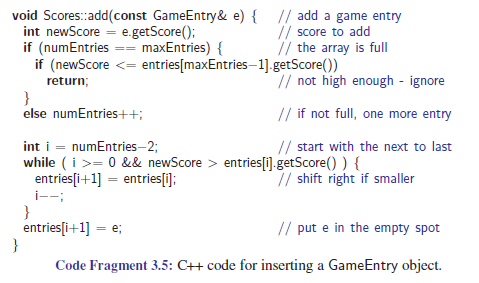 void Scores::add(const GameEntry& e) { // add a game entry
int newScore = e.getScore(); // score to add
if (numEntries == maxEntries) { // the array is full
if (newScore <= entries[maxEntries−1].getScore())
return; // not high enough - ignore
}
else numEntries++; // if not full, one more entry
int i = numEntries−2; // start with the next to last
while ( i >= 0 && newScore > entries[i].getScore() ) {
entries[i+1] = entries[i]; // shift right if smaller
i−−;
}
entries[i+1] = e; // put e in the empty spot
}
Code Fragment 3.5: C++ code for inserting a GameEntry object.